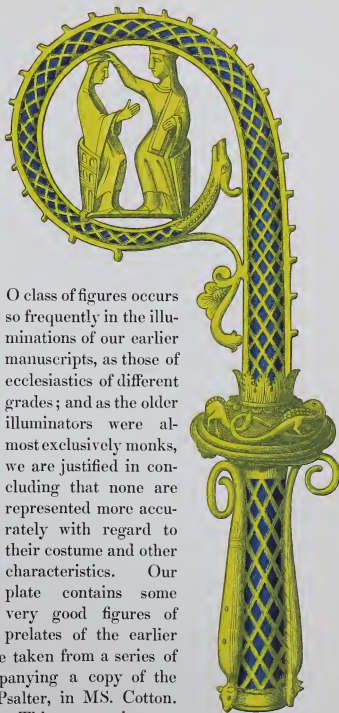 O class of figures occurs
so frequently in the illu-
minations of our earlier
manuscripts, as those of
ecclesiastics of different
grades; and as the older
illuminators were al-
most exclusively monks,
we are justified in con-
cluding that none are
represented more accu-
rately with regard to
their costume and other
characteristics. Our
plate contains some
very good figures of
prelates of the earlier
e taken from a series of
panying a copy of the
Psalter, in MS. Cotton.